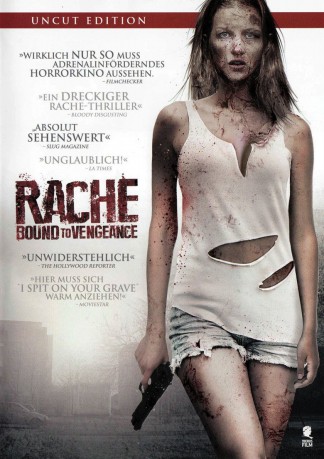 UNCUT EDITION
»WIRKLICH NUR SO MUSS
ADRENALINFÖRDERNDES
HORRORKINO AUSSEHEN.
– FILMCHECKER
»EIN DRECKIGER
RACHE-THRILLER«
– BLOODY DISGUSTING
„ABSOLUT
SEHENSWERT“
– SLUG MAGAZINE
»UNGLAUBLICH!«
– LA TIMES
RACHE
BOUND TO VENGEANCE
»UNWIDERSTEHLICH«
– THE HOLLYWOOD REPORTER
»HIER MUSS SICH
"I SPIT ON YOUR GRAVE"
WARM ANZIEHEN!«
– MOVIESTAR